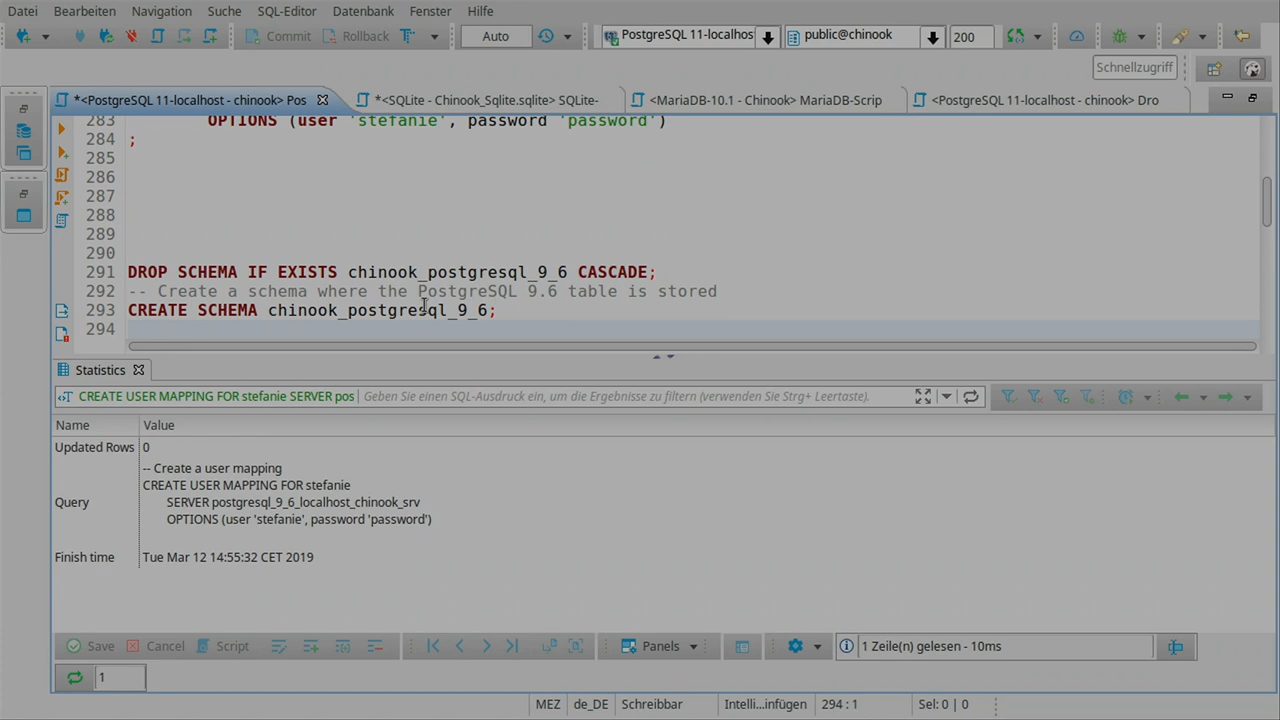 Datei Bearbeiten Navigation Suche SQL-Editor Datenbank Fenster Hilfe
Commit Rollback Auto PostgreSQL 11-localhost public@chinook 200
Schnellzugriff
*<PostgreSQL 11-localhost - chinook> Pos *<SQLite - Chinook_Sqlite.sqlite> SQLite- <MariaDB-10.1 - Chinook> MariaDB-Scrip <PostgreSQL 11-localhost - chinook> Dro
283 OPTIONS (user 'stefanie', password 'password')
284 ;
285
286
287
288
289
290
291 DROP SCHEMA IF EXISTS chinook_postgresql_9_6 CASCADE;
292 -- Create a schema where the PostgreSQL 9.6 table is stored
293 CREATE SCHEMA chinook_postgresql_9_6;
294
Statistics
CREATE USER MAPPING FOR stefanie SERVER pos Geben Sie einen SQL-Ausdruck ein, um die Ergebnisse zu filtern (verwenden Sie Strg+ Leertaste).
Name Value
Updated Rows 0
-- Create a user mapping
CREATE USER MAPPING FOR stefanie
Query SERVER postgresql_9_6_localhost_chinook_srv
OPTIONS (user 'stefanie', password 'password')
Finish time Tue Mar 12 14:55:32 CET 2019
Save Cancel Script Panels 1 Zeile(n) gelesen - 10ms
1
MEZ de_DE Schreibbar Intelli...infügen 294 : 1 Sel: 0 | 0